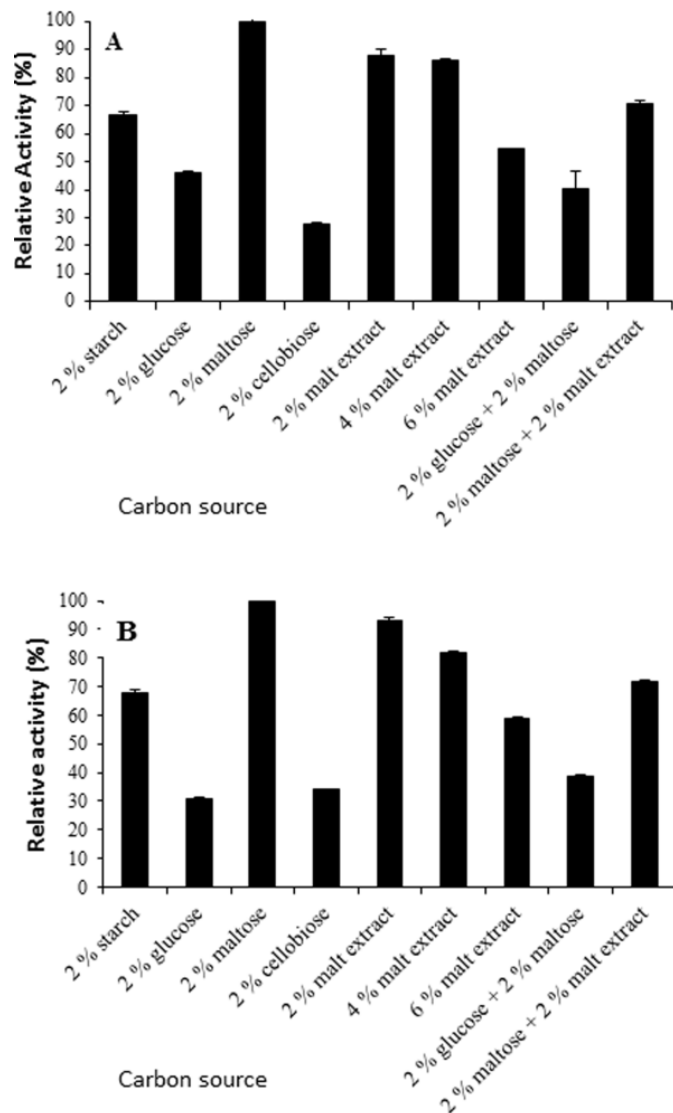 A
Relative Activity (%)
100
90
80
70
60
50
40
30
20
10
0
2 % starch
2 % glucose
2 % maltose
2 % cellobiose
2 % malt extract
4 % malt extract
6 % malt extract
2 % glucose + 2 % maltose
2 % maltose + 2 % malt extract
Carbon source
B
Relative activity (%)
100
90
80
70
60
50
40
30
20
10
0
2 % starch
2 % glucose
2 % maltose
2 % cellobiose
2 % malt extract
4 % malt extract
6 % malt extract
2 % glucose + 2 % maltose
2 % maltose + 2 % malt extract
Carbon source